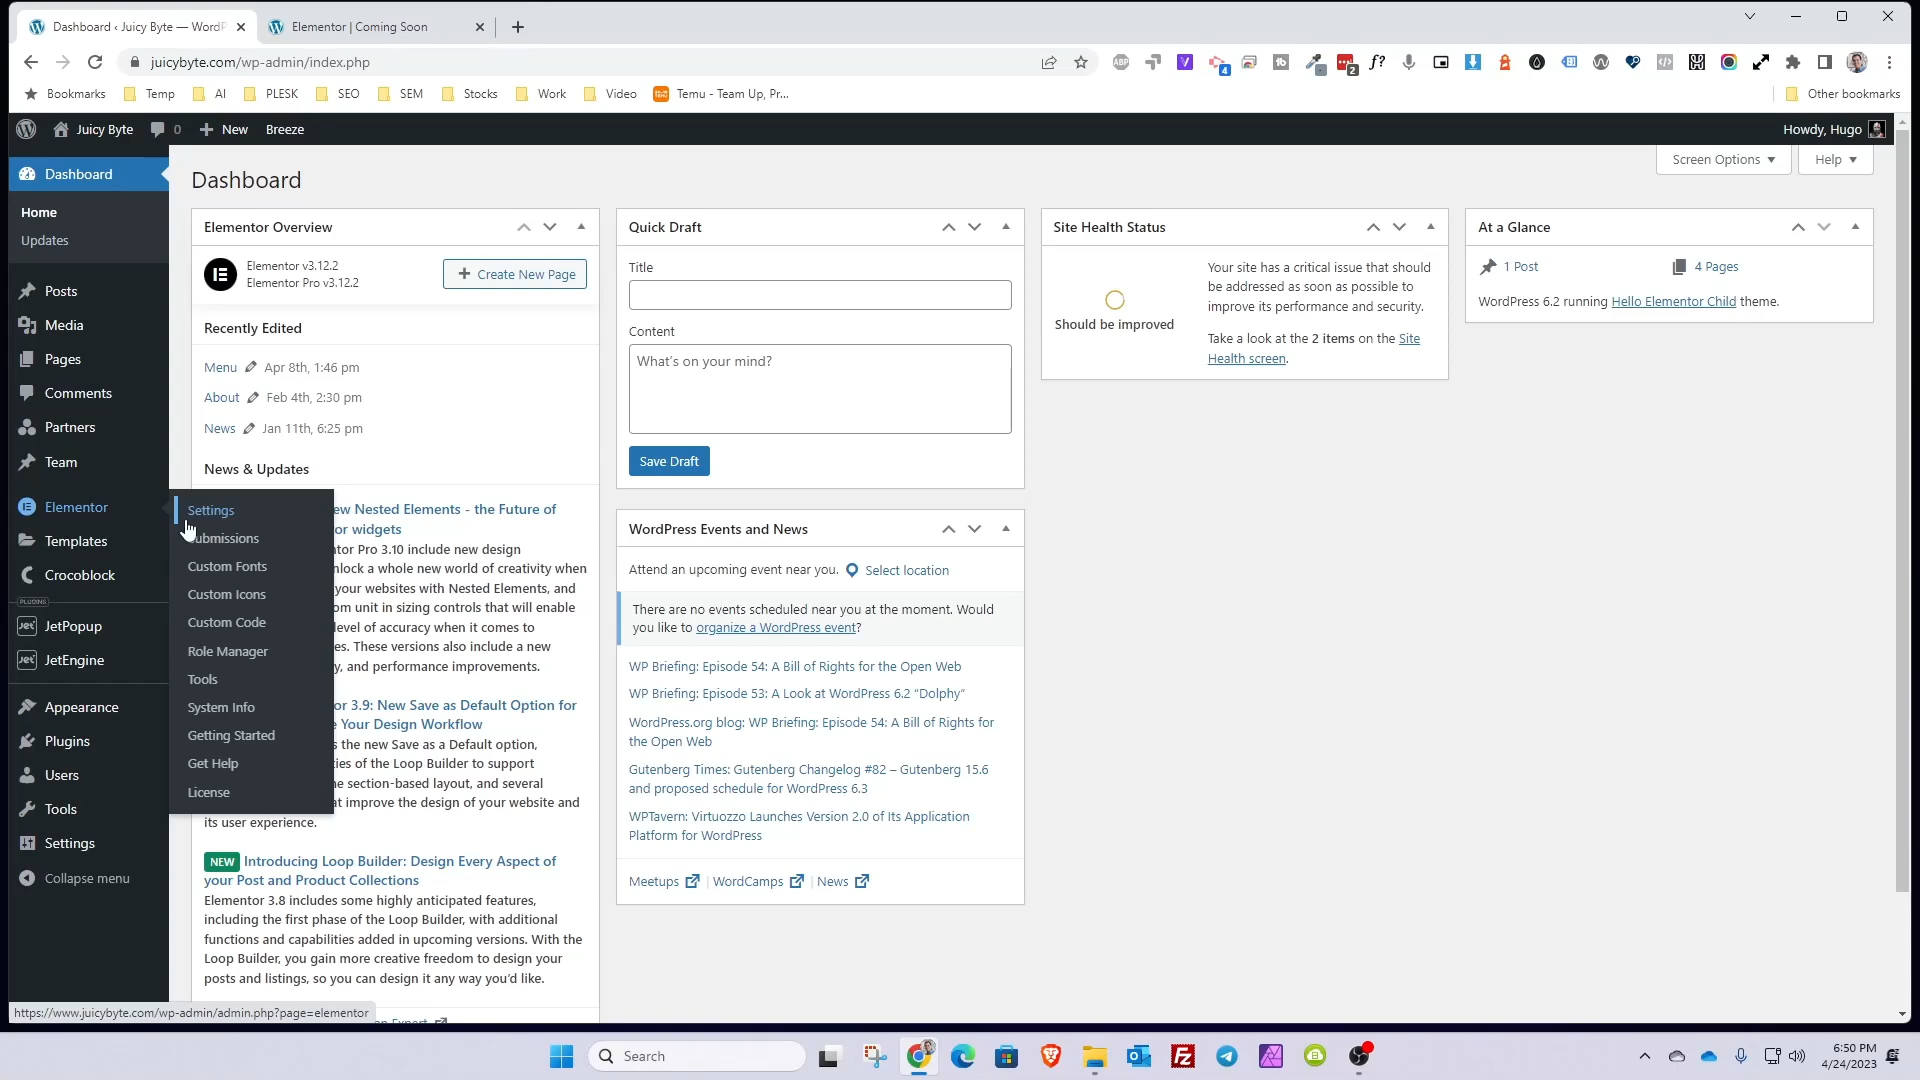 Dashboard ‹ Juicy Byte — WordP
Elementor | Coming Soon
juicybyte.com/wp-admin/index.php
ABP
4
2
f?
Bookmarks
Temp
AI
PLESK
SEO
SEM
Stocks
Work
Video
Temu - Team Up, Pr...
Other bookmarks
Juicy Byte
0
New
Breeze
Howdy, Hugo
Dashboard
Home
Updates
Posts
Media
Pages
Comments
Partners
Team
Elementor
Templates
Crocoblock
PLUGINS
Jet JetPopup
Jet JetEngine
Appearance
Plugins
Users
Tools
Settings
Collapse menu
Settings
ubmissions
Custom Fonts
Custom Icons
Custom Code
Role Manager
Tools
System Info
Getting Started
Get Help
License
Screen Options
Help
Dashboard
Elementor Overview
Elementor v3.12.2
Elementor Pro v3.12.2
Create New Page
Recently Edited
Menu Apr 8th, 1:46 pm
About Feb 4th, 2:30 pm
News Jan 11th, 6:25 pm
News & Updates
ew Nested Elements - the Future of
or widgets
tor Pro 3.10 include new design
nlock a whole new world of creativity when
your websites with Nested Elements, and
om unit in sizing controls that will enable
level of accuracy when it comes to
es. These versions also include a new
y, and performance improvements.
or 3.9: New Save as Default Option for
e Your Design Workflow
s the new Save as a Default option,
ies of the Loop Builder to support
he section-based layout, and several
at improve the design of your website and
its user experience.
NEW Introducing Loop Builder: Design Every Aspect of
your Post and Product Collections
Elementor 3.8 includes some highly anticipated features,
including the first phase of the Loop Builder, with additional
functions and capabilities added in upcoming versions. With the
Loop Builder, you gain more creative freedom to design your
posts and listings, so you can design it any way you'd like.
Quick Draft
Title
Content
What's on your mind?
Save Draft
WordPress Events and News
Attend an upcoming event near you. Select location
There are no events scheduled near you at the moment. Would
you like to organize a WordPress event?
WP Briefing: Episode 54: A Bill of Rights for the Open Web
WP Briefing: Episode 53: A Look at WordPress 6.2 “Dolphy”
WordPress.org blog: WP Briefing: Episode 54: A Bill of Rights for
the Open Web
Gutenberg Times: Gutenberg Changelog #82 – Gutenberg 15.6
and proposed schedule for WordPress 6.3
WPTavern: Virtuozzo Launches Version 2.0 of Its Application
Platform for WordPress
Meetups | WordCamps | News
Site Health Status
Should be improved
Your site has a critical issue that should
be addressed as soon as possible to
improve its performance and security.
Take a look at the 2 items on the Site
Health screen.
At a Glance
1 Post
4 Pages
WordPress 6.2 running Hello Elementor Child theme.
https://www.juicybyte.com/wp-admin/admin.php?page=elementor
Search
6:50 PM
4/24/2023